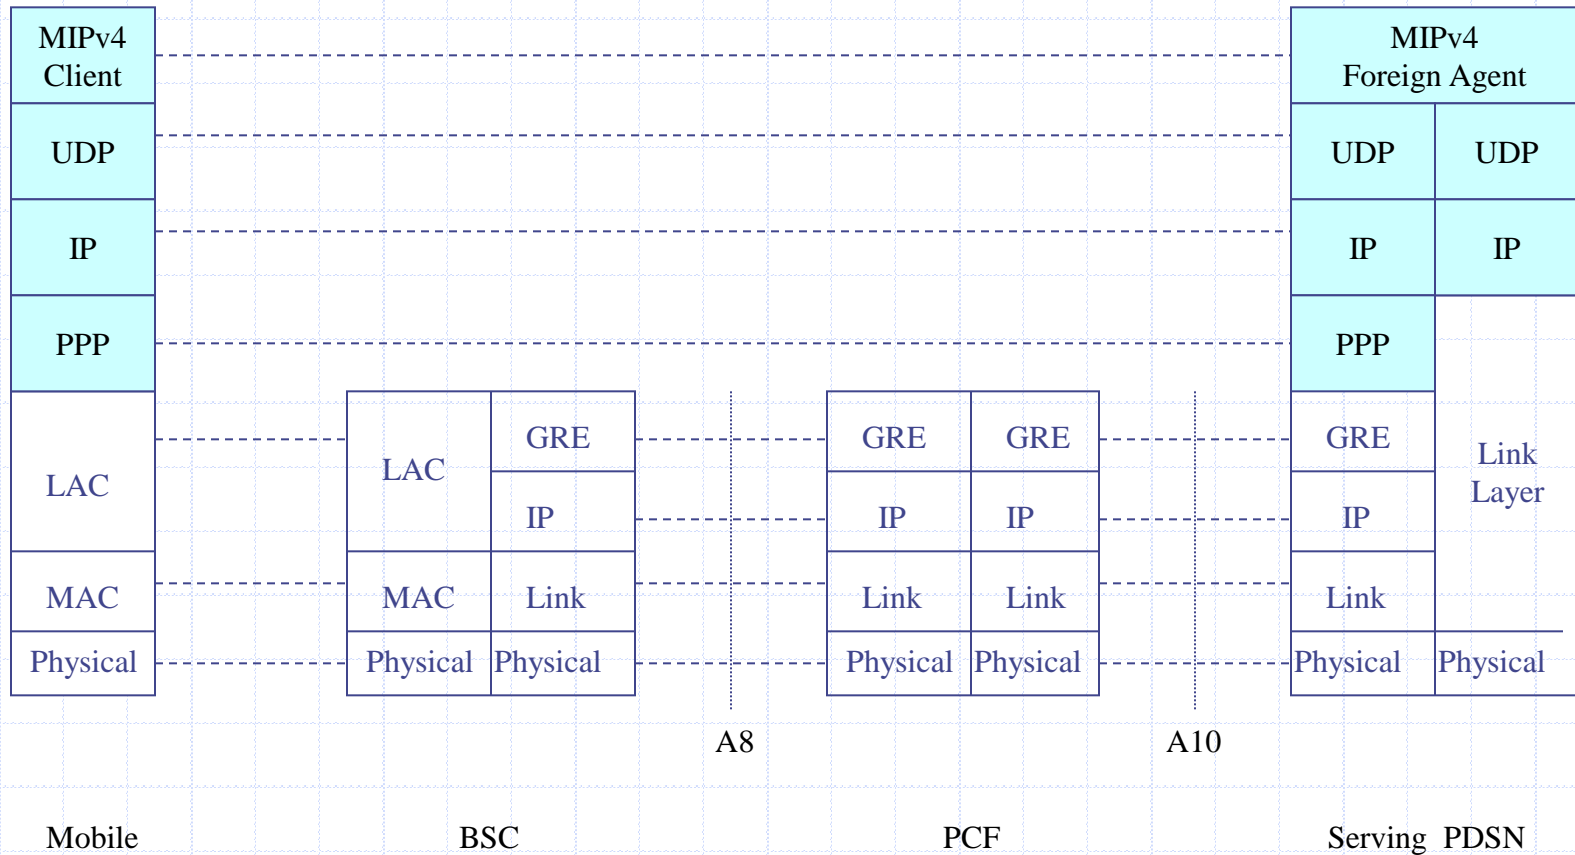 MIPv4
Client
MIPv4
Foreign Agent
UDP
UDP
UDP
IP
IP
IP
PPP
PPP
LAC
LAC
GRE
GRE
GRE
GRE
Link
Layer
IP
IP
IP
IP
MAC
MAC
Link
Link
Link
Link
Physical
Physical
Physical
Physical
Physical
Physical
Physical
A8
A10
Mobile
BSC
PCF
Serving PDSN